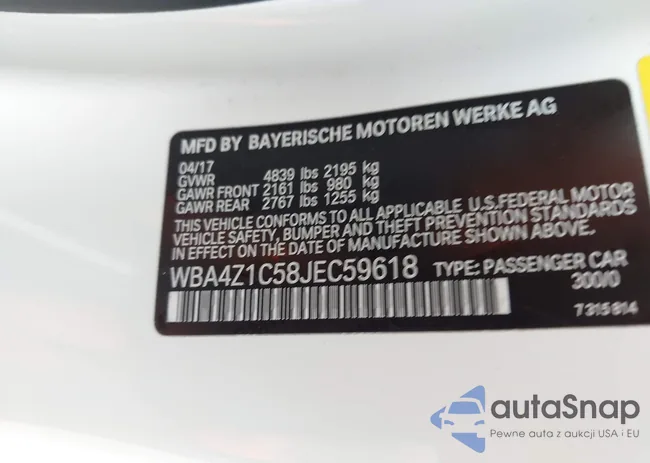 MFD BY BAYERISCHE MOTOREN WERKE AG
04/17
GVWR 4839 lbs 2195 kg
GAWR FRONT 2161 lbs 980 kg
GAWR REAR 2767 lbs 1255 kg
THIS VEHICLE CONFORMS TO ALL APPLICABLE U.S.FEDERAL MOTOR
VEHICLE SAFETY, BUMPER AND THEFT PREVENTION STANDARDS
IN EFFECT ON THE DATE OF MANUFACTURE SHOWN ABOVE.
WBA4Z1C58JEC59618 TYPE: PASSENGER CAR
300/0
7315814
autaSnap
Pewne auta z aukcji USA i EU